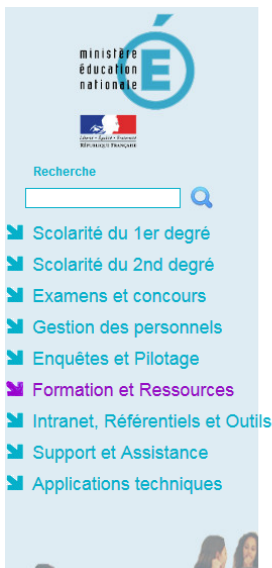 ministère
éducation
nationale
É
Liberté • Égalité • Fraternité
RÉPUBLIQUE FRANÇAISE
Recherche
Scolarité du 1er degré
Scolarité du 2nd degré
Examens et concours
Gestion des personnels
Enquêtes et Pilotage
Formation et Ressources
Intranet, Référentiels et Outils
Support et Assistance
Applications techniques